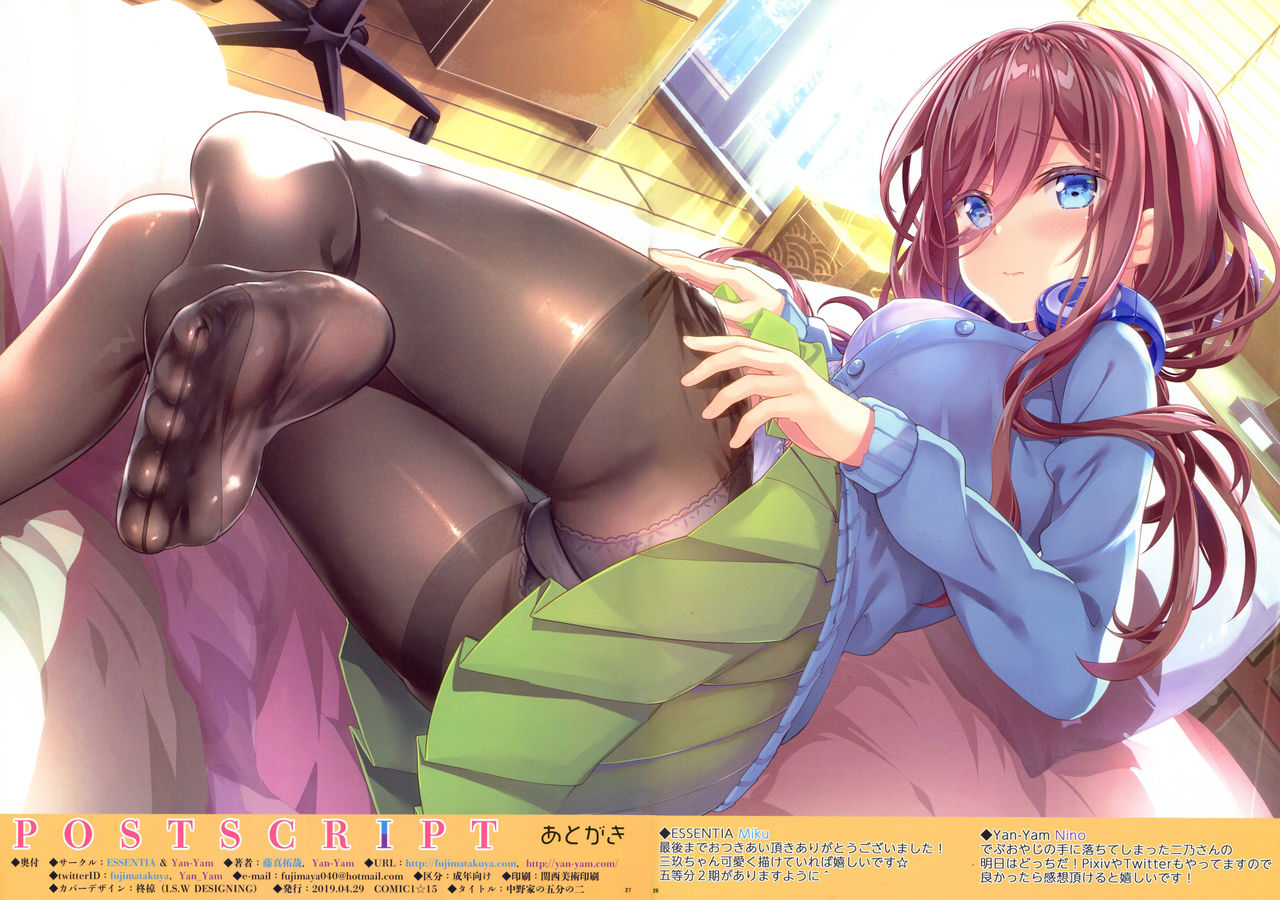 POSTSCRIPT あとがき
◆奥付 ◆サークル：ESSENTIA & Yan-Yam ◆著者：藤真拓哉, Yan-Yam ◆URL：http://fujimatakuya.com, http://yan-yam.com/
◆twitterID：fujimatakuya, Yan_Yam ◆e-mail：fujimaya040@hotmail.com ◆区分：成年向け ◆印刷：関西美術印刷
◆カバーデザイン：柊椋（I.S.W DESIGNING） ◆発行：2019.04.29 COMIC1☆15 ◆タイトル：中野家の五分の二
27
28
◆ESSENTIA Miku
最後までおつきあい頂きありがとうございました！
三玖ちゃん可愛く描けていれば嬉しいです☆
五等分２期がありますように＾
◆Yan-Yam Nino
でぶおやじの手に落ちてしまった二乃さんの
明日はどっちだ！PixivやTwitterもやってますので
良かったら感想頂けると嬉しいです！